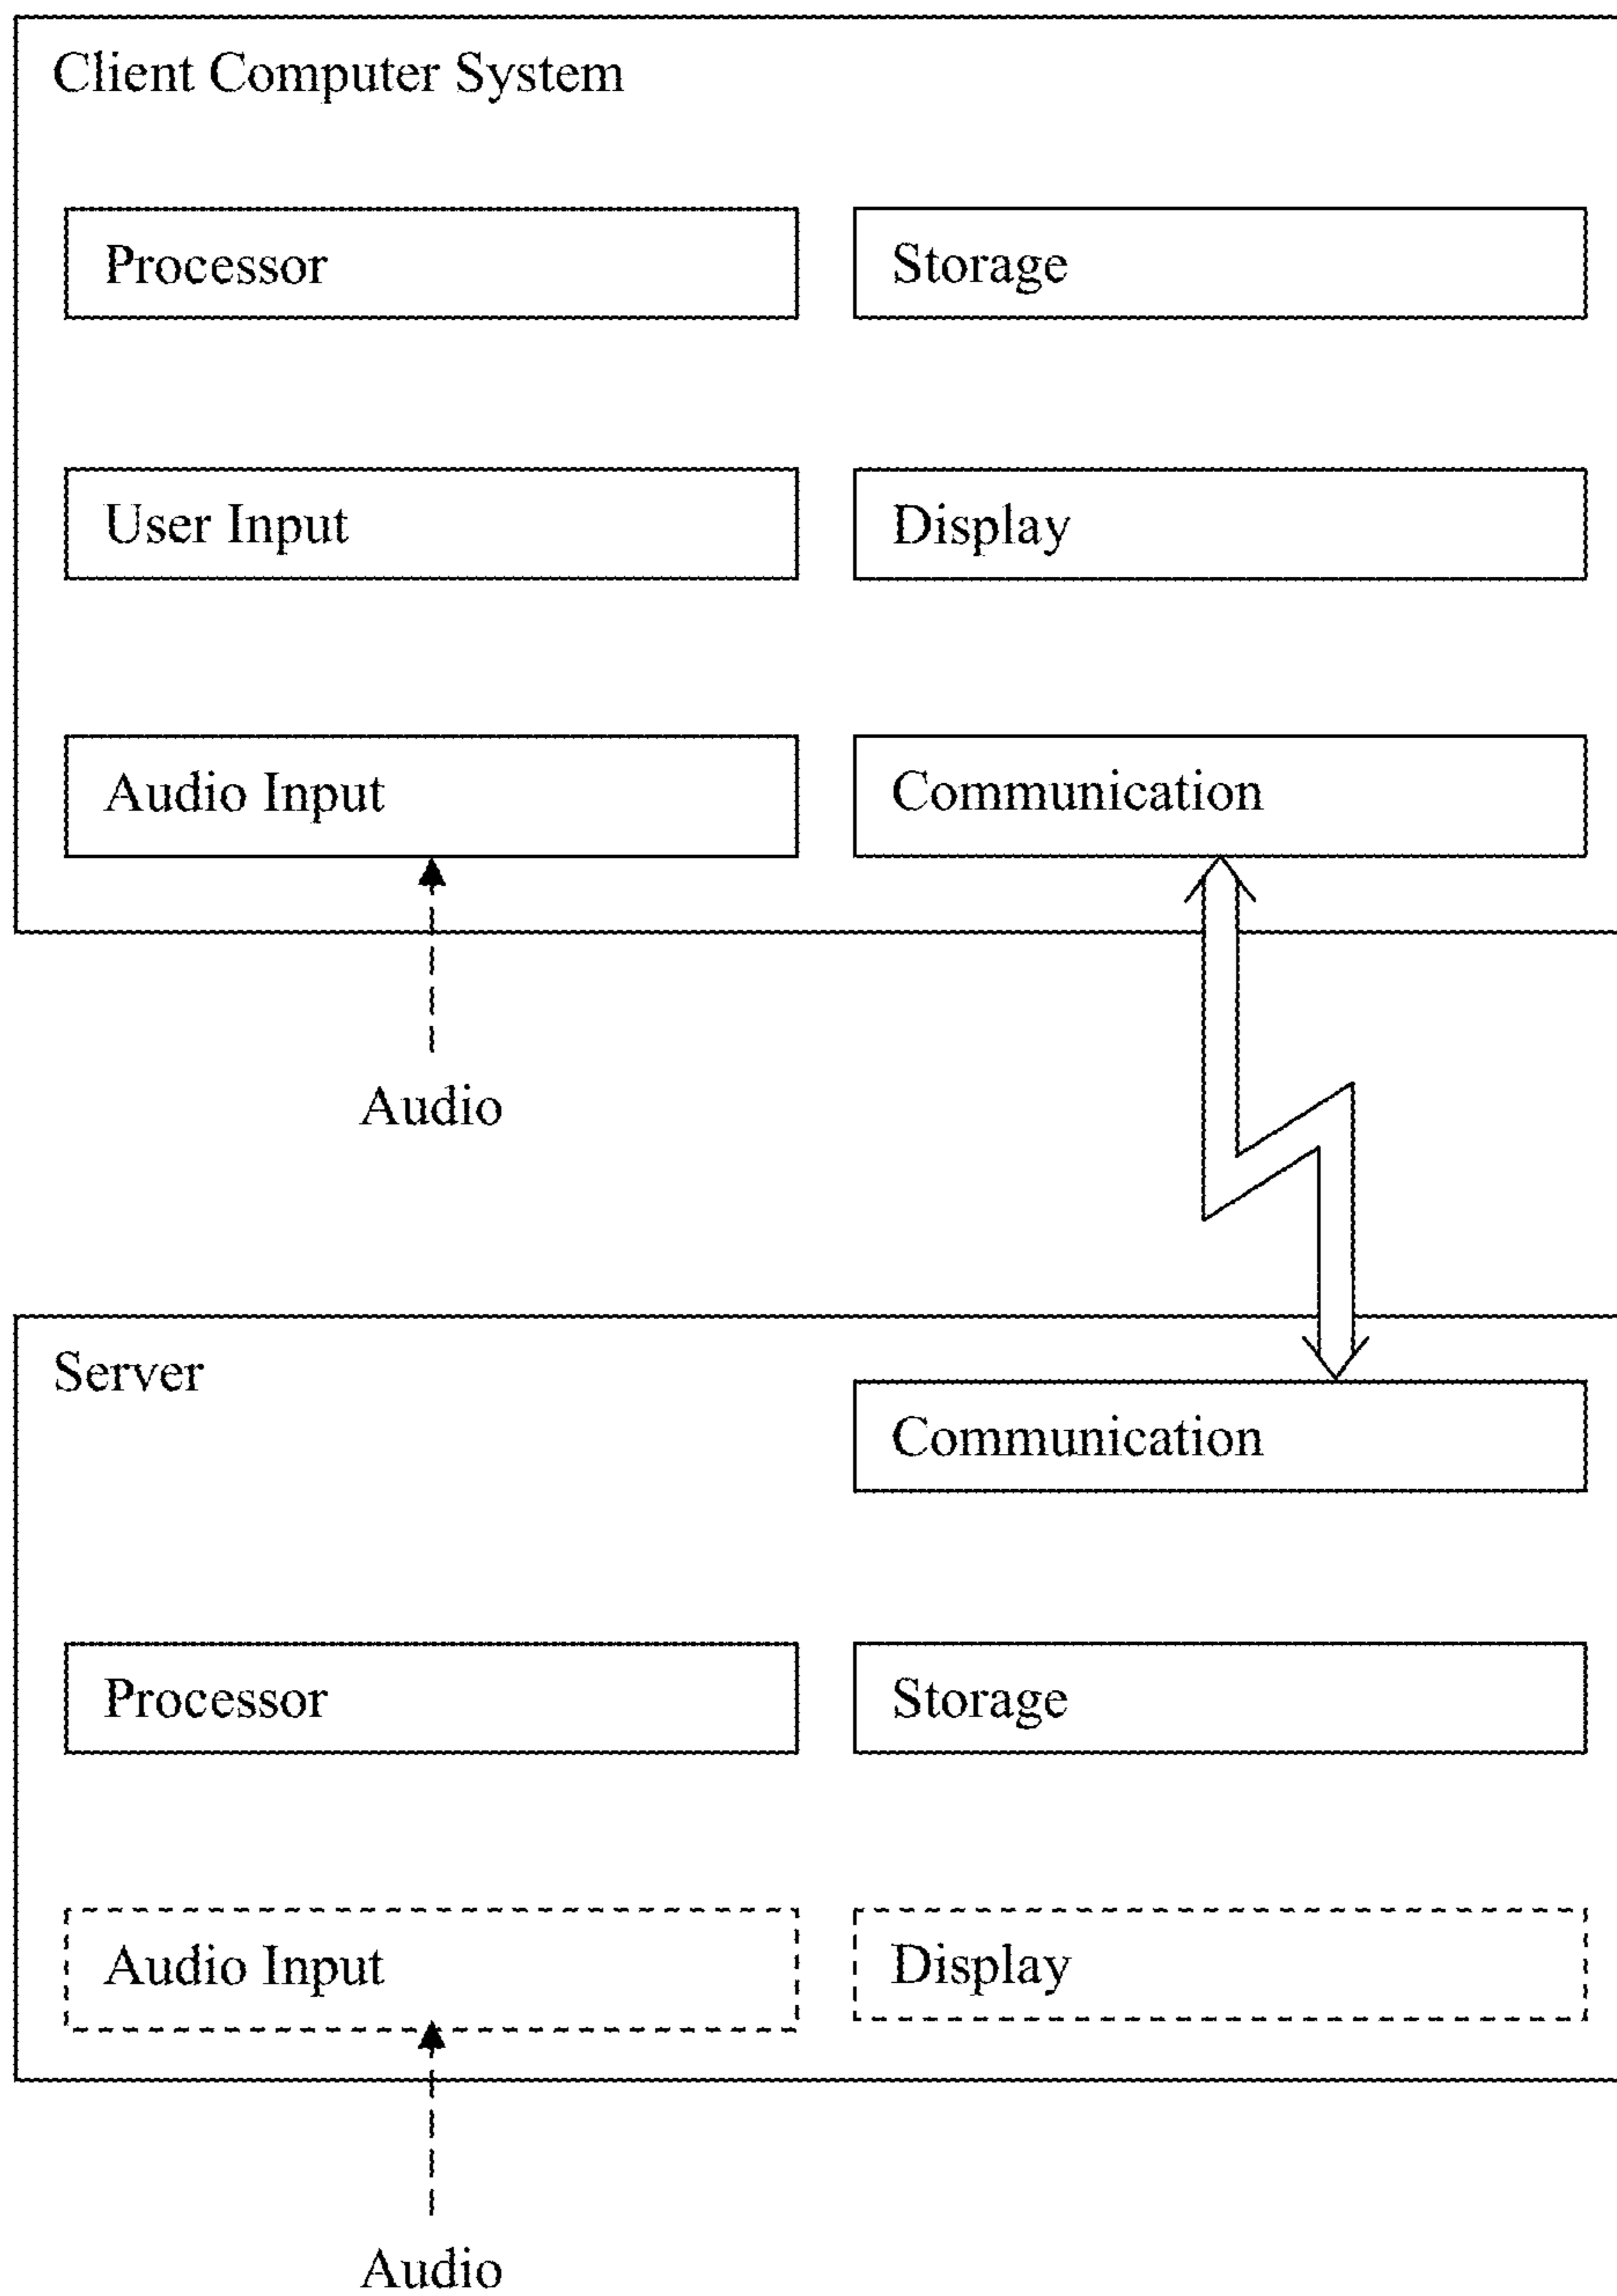 Client Computer System
Processor
Storage
User Input
Display
Audio Input
Communication
Audio
Server
Communication
Processor
Storage
Audio Input
Display
Audio